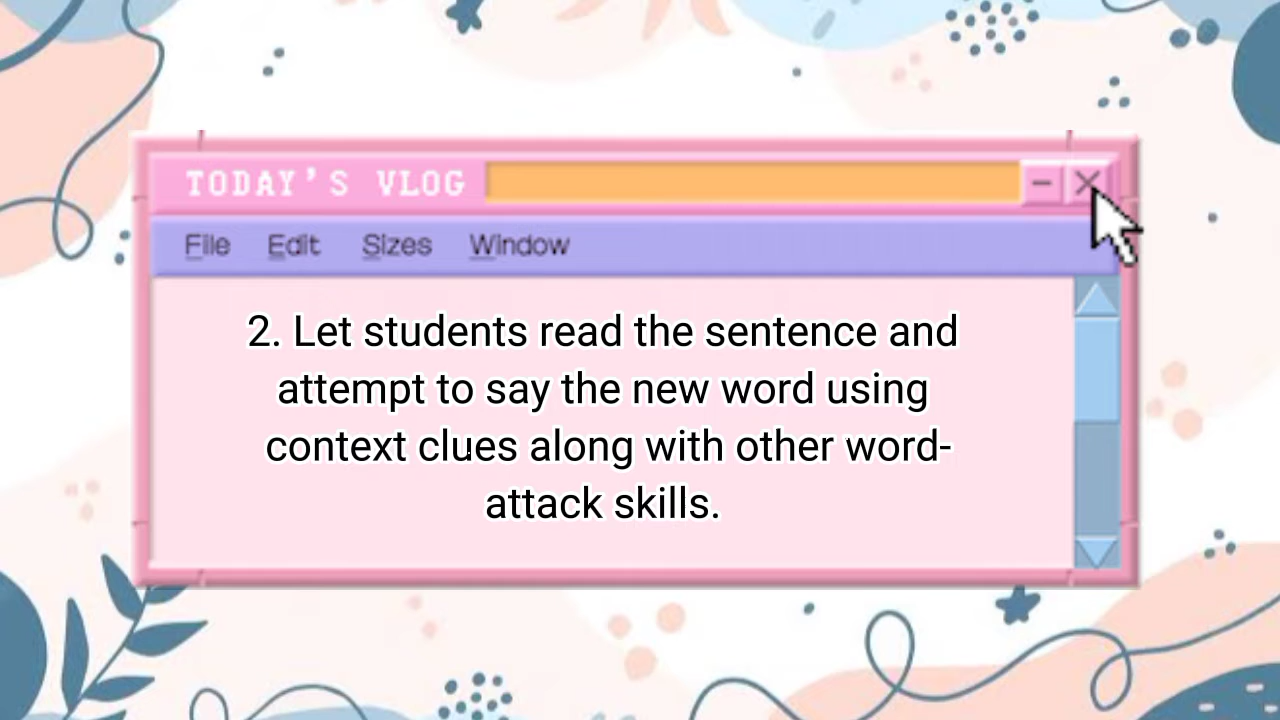 TODAY'S VLOG
File Edit Sizes Window
2. Let students read the sentence and
attempt to say the new word using
context clues along with other word-
attack skills.